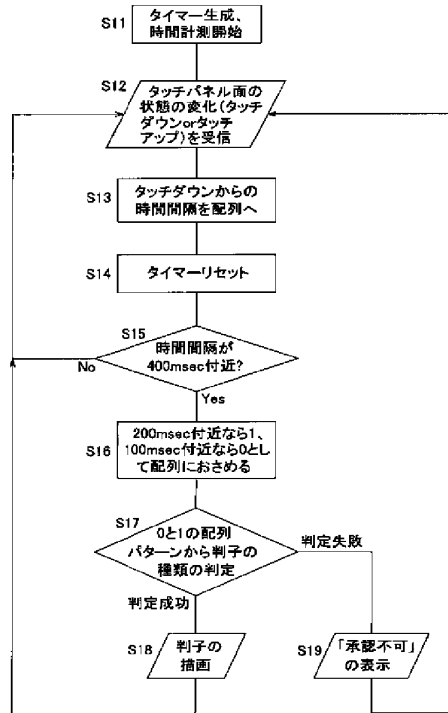 S11
タイマー生成、
時間計測開始
S12
タッチパネル面の
状態の変化(タッチ
ダウンorタッチ
アップ)を受信
S13
タッチダウンからの
時間間隔を配列へ
S14
タイマーリセット
S15
時間間隔が
400msec付近?
No
Yes
S16
200msec付近なら1、
100msec付近なら0とし
て配列におさめる
S17
0と1の配列
パターンから判子の
種類の判定
判定失敗
判定成功
S18
判子の
描画
S19
「承認不可」
の表示